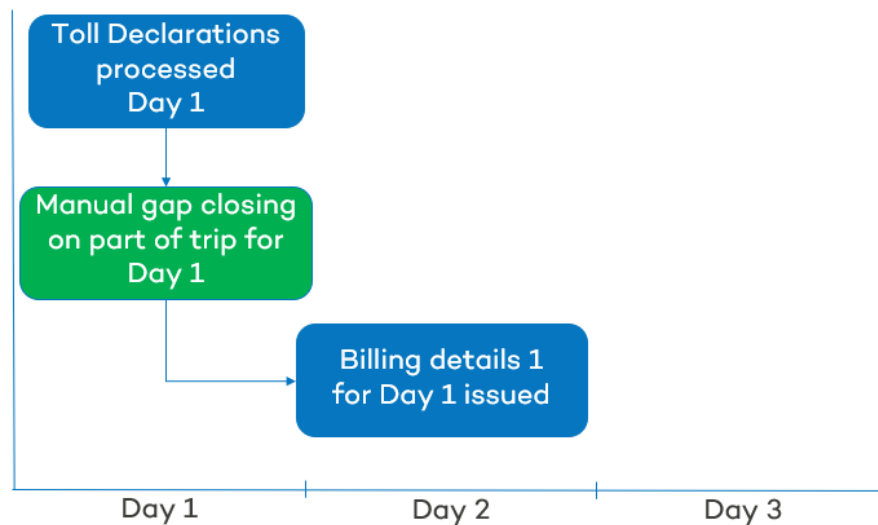 Toll Declarations
processed
Day 1
Manual gap closing
on part of trip for
Day 1
Billing details 1
for Day 1 issued
Day 1
Day 2
Day 3